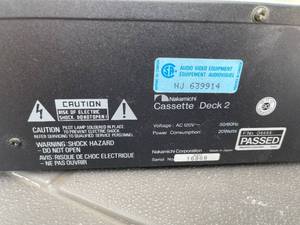 AUDIO VIDEO EQUIPMENT
EQUIPEMENT AUDIOVISUEL
NJ 639914
Nakamichi
Cassette Deck 2
CAUTION
RISK OF ELECTRIC
SHOCK DO NOT OPEN
CAUTION: PILOT LAMP SOLDERED IN PLACE
TO PREVENT ELECTRIC SHOCK.
REFER SERVICING TO QUALIFIED SERVICE PERSONNEL.
WARNING: SHOCK HAZARD
- DO NOT OPEN
AVIS: RISQUE DE CHOC ELECTRIQUE
- NE PAS OUVRIR
Voltage: AC 120V~ 50/60Hz
Power Consumption: 20Watts
PASSED
Nakamichi Corporation
Serial No.